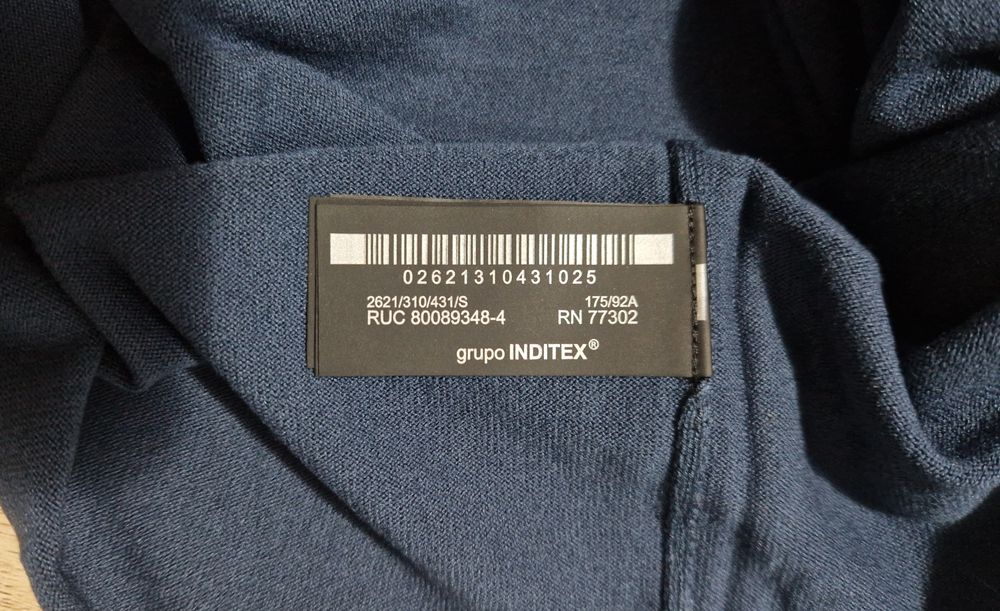 02621310431025
2621/310/431/S 175/92A
RUC 80089348-4 RN 77302
grupo INDITEX®